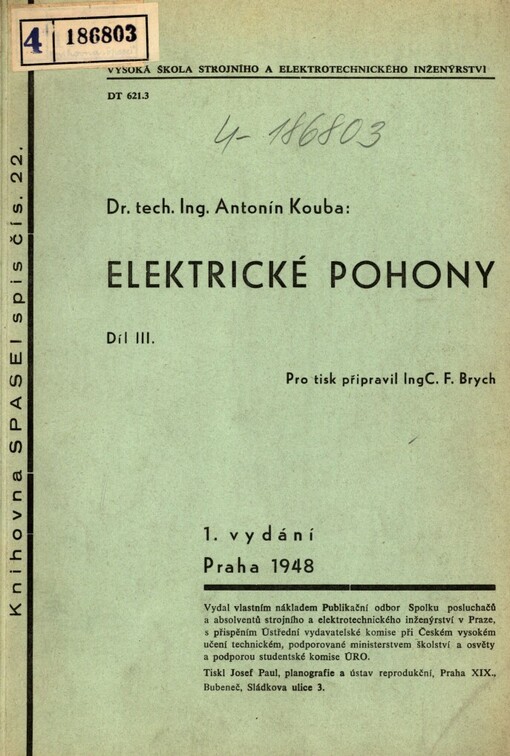 4 186803
VYSOKÁ ŠKOLA STROJNÍHO A ELEKTROTECHNICKÉHO INŽENÝRSTVÍ
DT 621.3
4-186803
Dr. tech. Ing. Antonín Kouba:
ELEKTRICKÉ POHONY
Díl III.
Pro tisk připravil IngC. F. Brych
1. vydání
Praha 1948
Vydal vlastním nákladem Publikační odbor Spolku posluchačů
a absolventů strojního a elektrotechnického inženýrství v Praze,
s přispěním Ústřední vydavatelské komise při Českém vysokém
učení technickém, podporované ministerstvem školství a osvěty
a podporou studentské komise ÚRO.
Tiskl Josef Paul, planografie a ústav reprodukční, Praha XIX.,
Bubeneč, Sládkova ulice 3.
Knihovna SPASEI spis čís. 22.